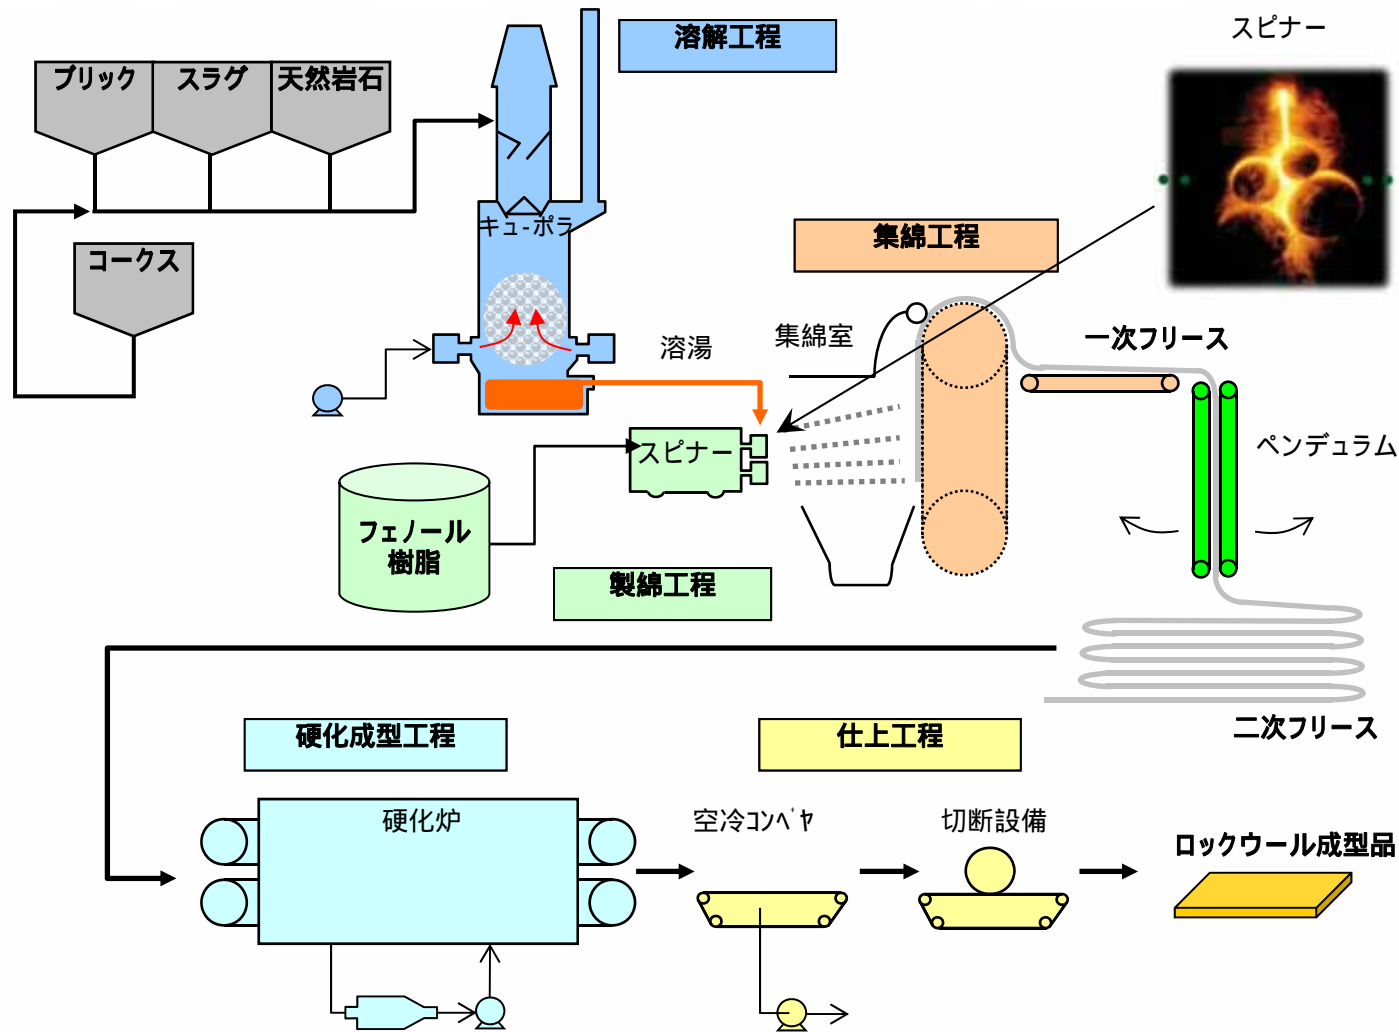 スピナー
溶解工程
ブリック
スラグ
天然岩石
キュ-ポラ
集綿工程
コークス
溶湯
集綿室
一次フリース
スピナー
ペンデュラム
フェノール
樹脂
製綿工程
二次フリース
硬化成型工程
仕上工程
硬化炉
空冷ｺﾝﾍﾞﾔ
切断設備
ロックウール成型品